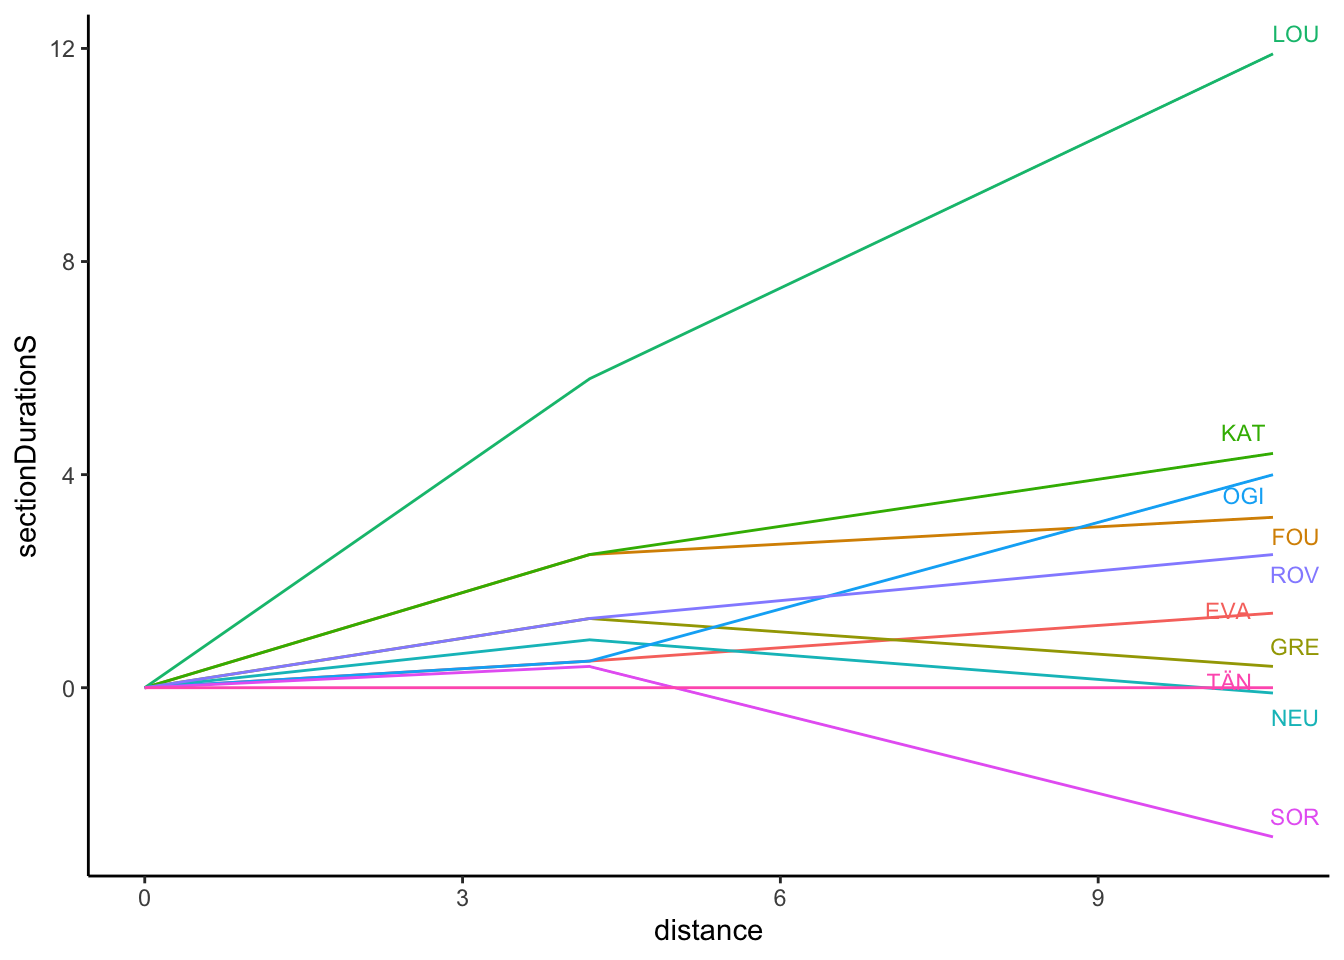 LOU
12
8
KAT
4
OGI
FOU
ROV
EVA
GRE
TÄN
0
NEU
SOR
0 3 6 9
distance
sectionDurationS